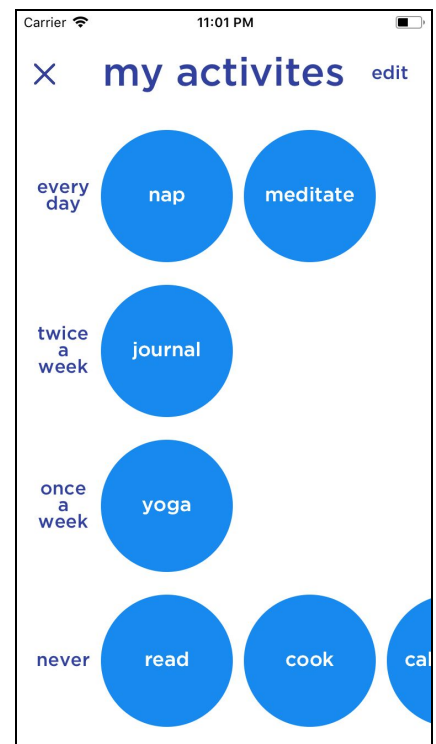 Carrier 11:01 PM
my activites edit
every
day
nap meditate
twice
a
week
journal
once
a
week
yoga
never read cook cal